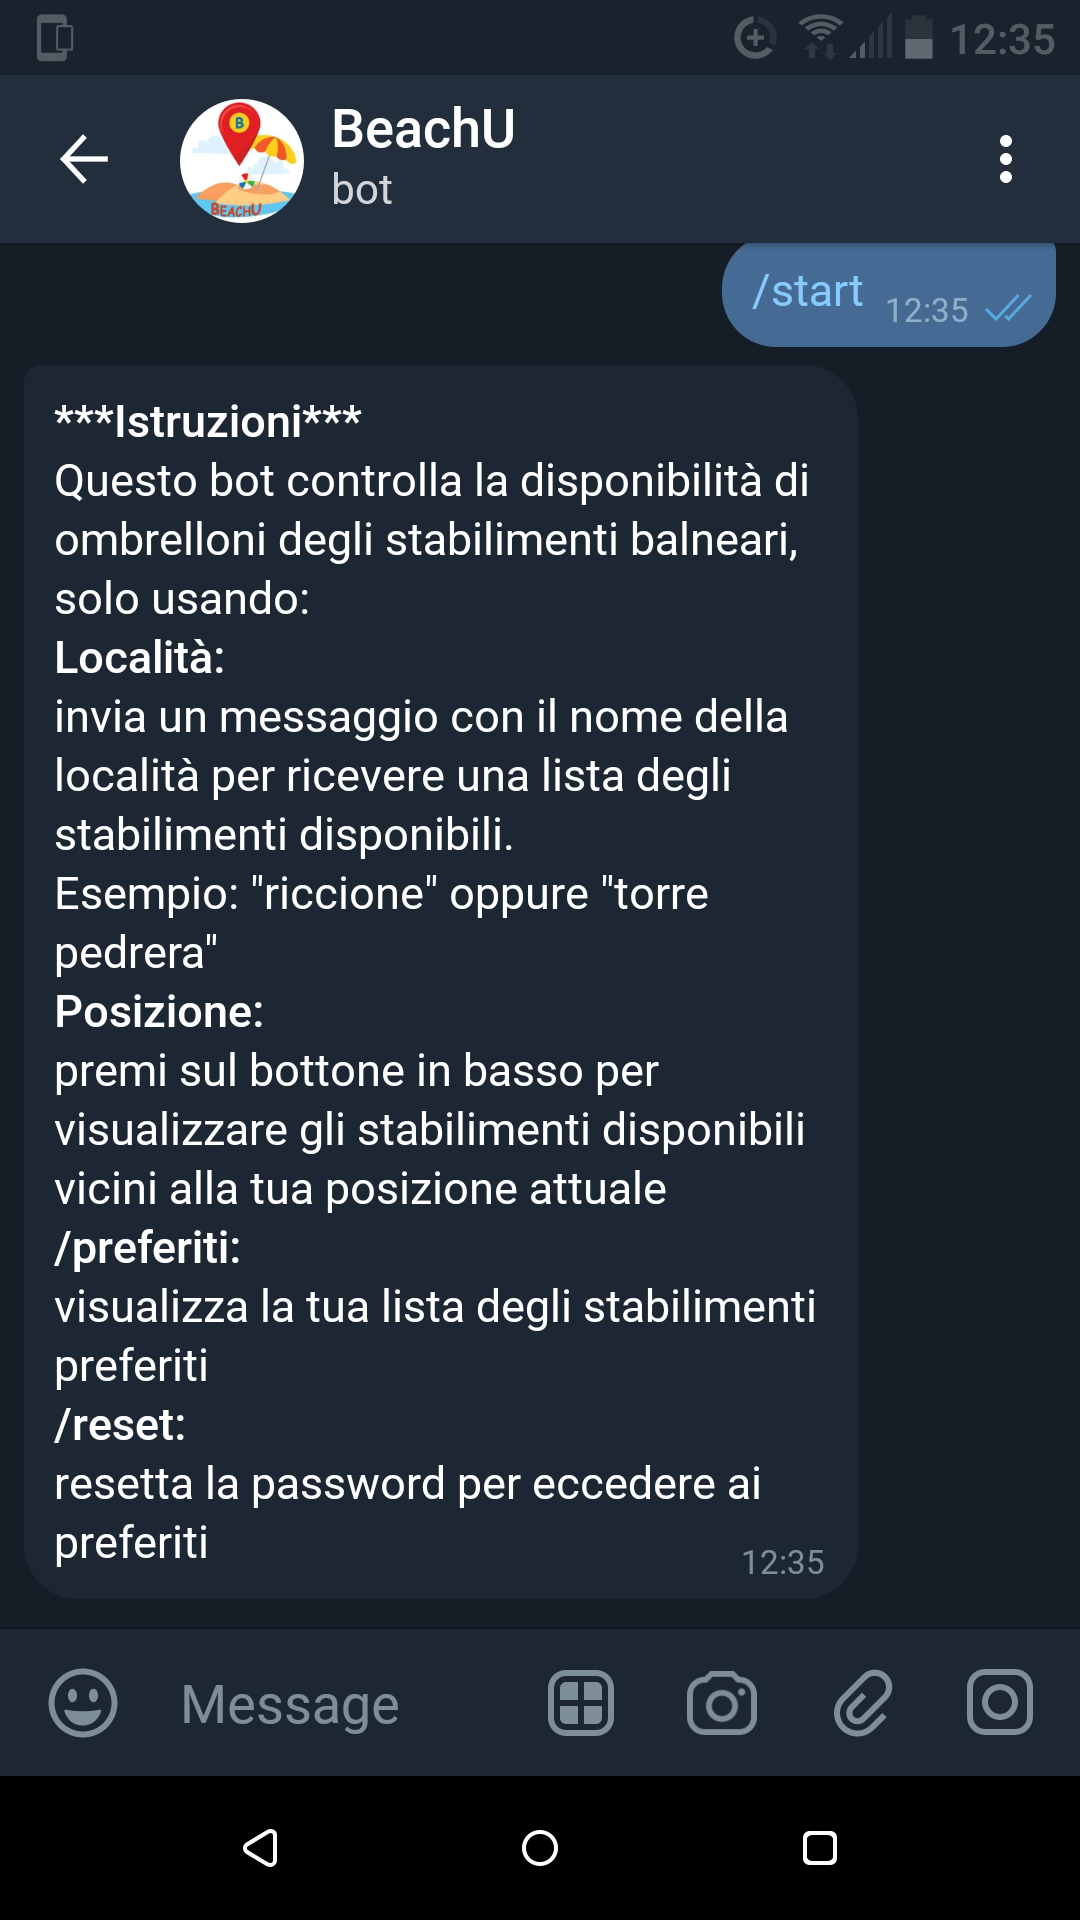 12:35
B
BEACHU
BeachU
bot
/start 12:35
***Istruzioni***
Questo bot controlla la disponibilità di
ombrelloni degli stabilimenti balneari,
solo usando:
Località:
invia un messaggio con il nome della
località per ricevere una lista degli
stabilimenti disponibili.
Esempio: "riccione" oppure "torre
pedrera"
Posizione:
premi sul bottone in basso per
visualizzare gli stabilimenti disponibili
vicini alla tua posizione attuale
/preferiti:
visualizza la tua lista degli stabilimenti
preferiti
/reset:
resetta la password per eccedere ai
preferiti
12:35
Message